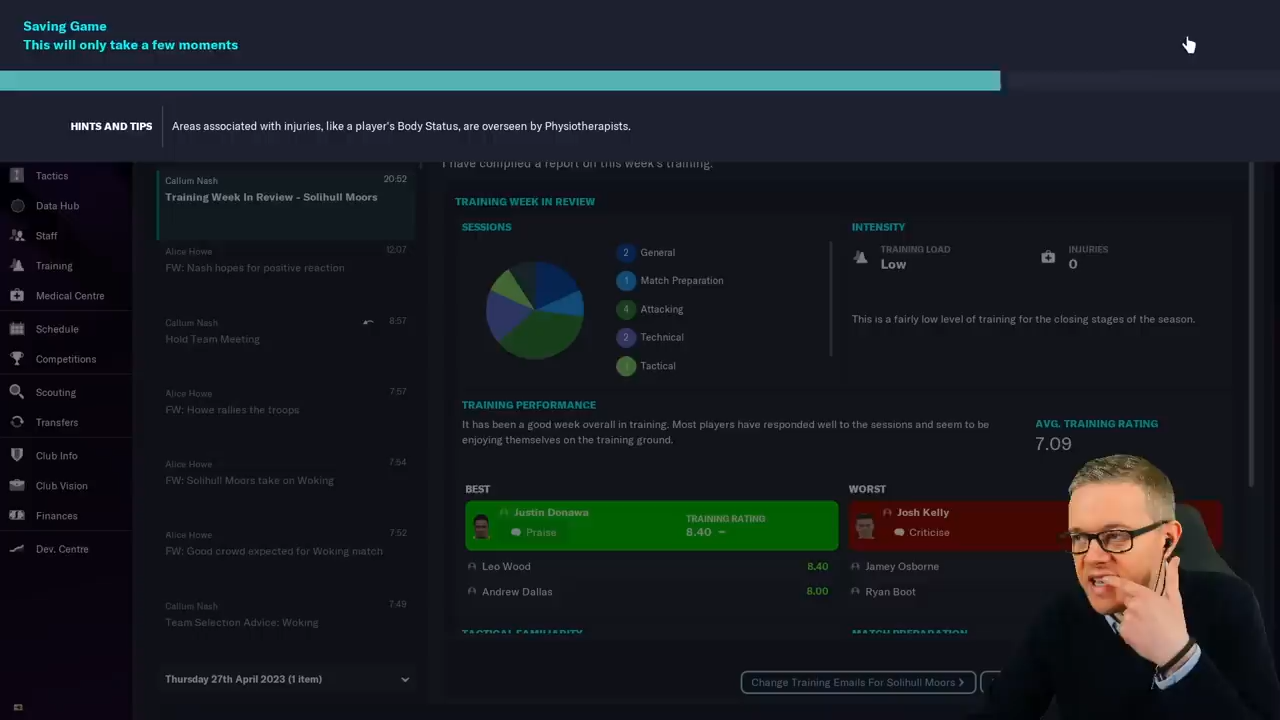 Saving Game
This will only take a few moments
HINTS AND TIPS
Areas associated with injuries, like a player's Body Status, are overseen by Physiotherapists.
Tactics
Data Hub
Staff
Training
Medical Centre
Schedule
Competitions
Scouting
Transfers
Club Info
Club Vision
Finances
Dev. Centre
Callum Nash 20:52
Training Week In Review - Solihull Moors
Alice Howe 12:07
FW: Nash hopes for positive reaction
Callum Nash 8:57
Hold Team Meeting
Alice Howe 7:57
FW: Howe rallies the troops
Alice Howe 7:54
FW: Solihull Moors take on Woking
Alice Howe 7:52
FW: Good crowd expected for Woking match
Callum Nash 7:49
Team Selection Advice: Woking
Thursday 27th April 2023 (1 item)
I have compiled a report on this week's training.
TRAINING WEEK IN REVIEW
SESSIONS
2 General
1 Match Preparation
4 Attacking
2 Technical
1 Tactical
INTENSITY
TRAINING LOAD
Low
INJURIES
0
This is a fairly low level of training for the closing stages of the season.
TRAINING PERFORMANCE
It has been a good week overall in training. Most players have responded well to the sessions and seem to be
enjoying themselves on the training ground.
AVG. TRAINING RATING
7.09
BEST
Justin Donawa
Praise
TRAINING RATING
8.40 -
Leo Wood 8.40
Andrew Dallas 8.00
WORST
Josh Kelly
Criticise
Jamey Osborne
Ryan Boot
TACTICAL FAMILIARITY
MATCH PREPARATION
Change Training Emails For Solihull Moors >